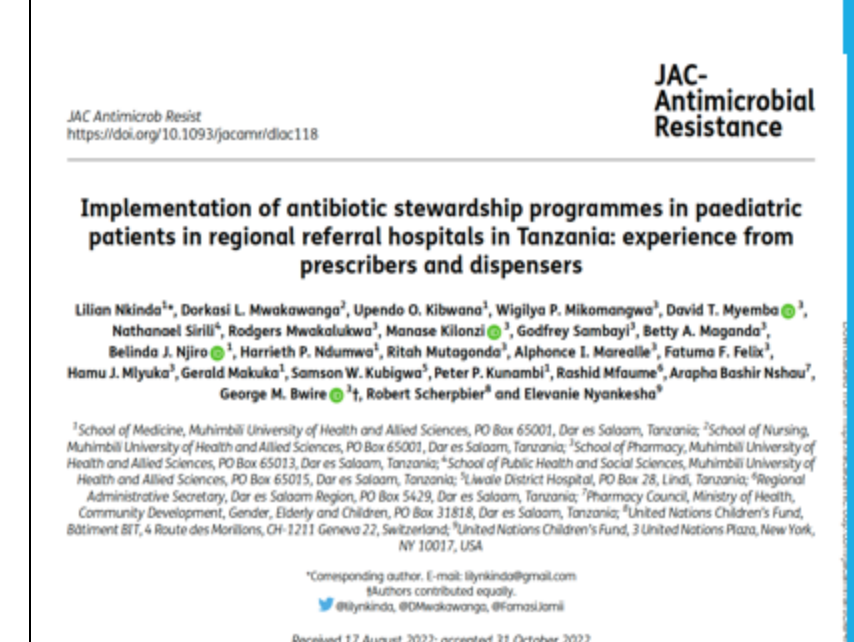 JAC-
Antimicrobial
Resistance
JAC Antimicrob Resist
https://doi.org/10.1093/jacamr/dlac118
Implementation of antibiotic stewardship programmes in paediatric
patients in regional referral hospitals in Tanzania: experience from
prescribers and dispensers
Lilian Nkinda¹*, Dorkasi L. Mwakawanga², Upendo O. Kibwana¹, Wigilya P. Mikomangwa³, David T. Myemba ³,
Nathanael Sirili⁴, Rodgers Mwakalukwa³, Manase Kilonzi ³, Godfrey Sambayi³, Betty A. Maganda³,
Belinda J. Njiro ¹, Harrieth P. Ndumwa¹, Ritah Mutagonda³, Alphonce I. Marealle³, Fatuma F. Felix³,
Hamu J. Mlyuka³, Gerald Makuka¹, Samson W. Kubigwa⁵, Peter P. Kunambi¹, Rashid Mfaume⁶, Arapha Bashir Nshau⁷,
George M. Bwire ³†, Robert Scherpbier⁸ and Elevanie Nyankesha⁹
¹School of Medicine, Muhimbili University of Health and Allied Sciences, PO Box 65001, Dar es Salaam, Tanzania; ²School of Nursing,
Muhimbili University of Health and Allied Sciences, PO Box 65001, Dar es Salaam, Tanzania; ³School of Pharmacy, Muhimbili University of
Health and Allied Sciences, PO Box 65013, Dar es Salaam, Tanzania; ⁴School of Public Health and Social Sciences, Muhimbili University of
Health and Allied Sciences, PO Box 65015, Dar es Salaam, Tanzania; ⁵Liwale District Hospital, PO Box 28, Lindi, Tanzania; ⁶Regional
Administrative Secretary, Dar es Salaam Region, PO Box 5429, Dar es Salaam, Tanzania; ⁷Pharmacy Council, Ministry of Health,
Community Development, Gender, Elderly and Children, PO Box 31818, Dar es Salaam, Tanzania; ⁸United Nations Children's Fund,
Bâtiment BIT, 4 Route des Morillons, CH-1211 Geneva 22, Switzerland; ⁹United Nations Children's Fund, 3 United Nations Plaza, New York,
NY 10017, USA
*Corresponding author. E-mail: lilynkinda@gmail.com
†Authors contributed equally.
@lilynkinda, @DMwakawanga, @FamasiJamii
Received 17 August 2022; accepted 31 October 2022